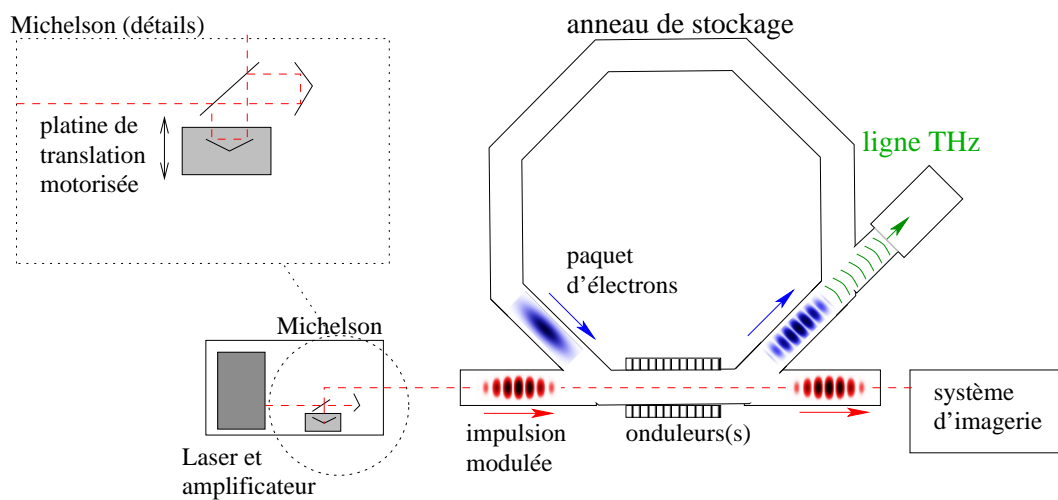 Michelson (détails)
anneau de stockage
platine de
translation
motorisée
ligne THz
paquet
d'électrons
Michelson
Laser et
amplificateur
impulsion
modulée
onduleurs(s)
système
d'imagerie